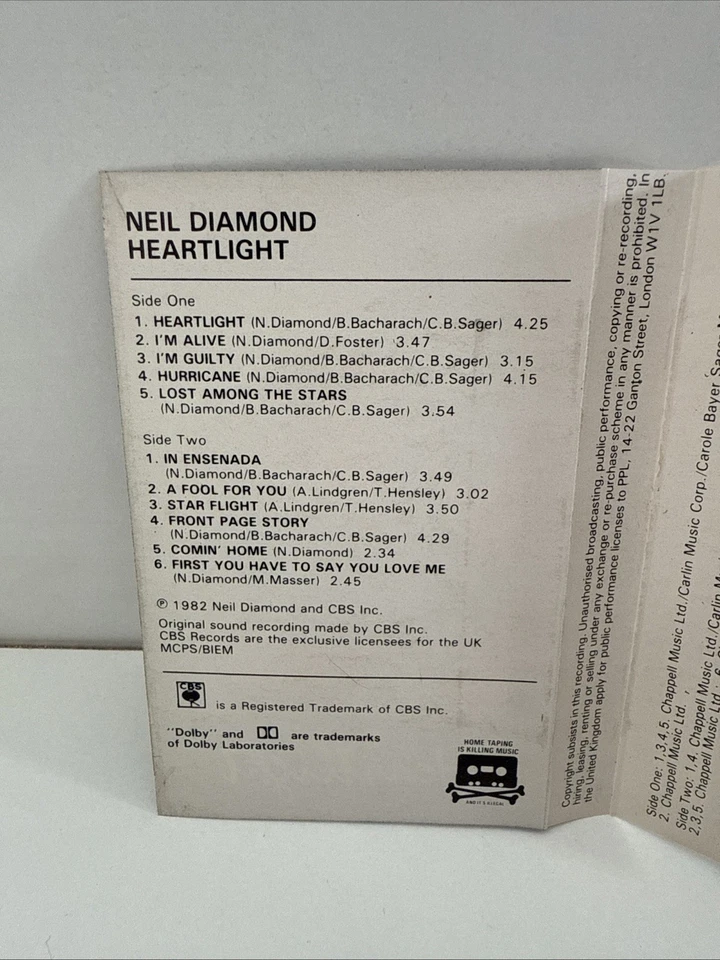 NEIL DIAMOND
HEARTLIGHT
Side One
1. HEARTLIGHT (N.Diamond/B.Bacharach/C.B.Sager) 4.25
2. I'M ALIVE (N.Diamond/D.Foster) 3.47
3. I'M GUILTY (N.Diamond/B.Bacharach/C.B.Sager) 3.15
4. HURRICANE (N.Diamond/B.Bacharach/C.B.Sager) 4.15
5. LOST AMONG THE STARS
(N.Diamond/B.Bacharach/C.B.Sager) 3.54
Side Two
1. IN ENSENADA
(N.Diamond/B.Bacharach/C.B.Sager) 3.49
2. A FOOL FOR YOU (A.Lindgren/T.Hensley) 3.02
3. STAR FLIGHT (A.Lindgren/T.Hensley) 3.50
4. FRONT PAGE STORY
(N.Diamond/B.Bacharach/C.B.Sager) 4.29
5. COMIN' HOME (N.Diamond) 2.34
6. FIRST YOU HAVE TO SAY YOU LOVE ME
(N.Diamond/M.Masser) 2.45
℗ 1982 Neil Diamond and CBS Inc.
Original sound recording made by CBS Inc.
CBS Records are the exclusive licensees for the UK
MCPS/BIEM
CBS
is a Registered Trademark of CBS Inc.
"Dolby" and DD are trademarks
of Dolby Laboratories
HOME TAPING
IS KILLING MUSIC
AND IT'S ILLEGAL
Copyright subsists in this recording. Unauthorised broadcasting, public performance, copying or re-recording,
hiring, leasing, renting or selling under any exchange or re-purchase scheme in any manner is prohibited. In
the United Kingdom apply for public performance licenses to PPL, 14-22 Ganton Street, London W1V 1LB.
Side One: 1,3,4,5. Chappell Music Ltd./Carlin Music Corp./Carole Bayer Sager
2. Chappell Music Ltd.
Side Two: 1,4. Chappell Music Ltd./Carlin
2,3,5. Chappell Music Ltd.